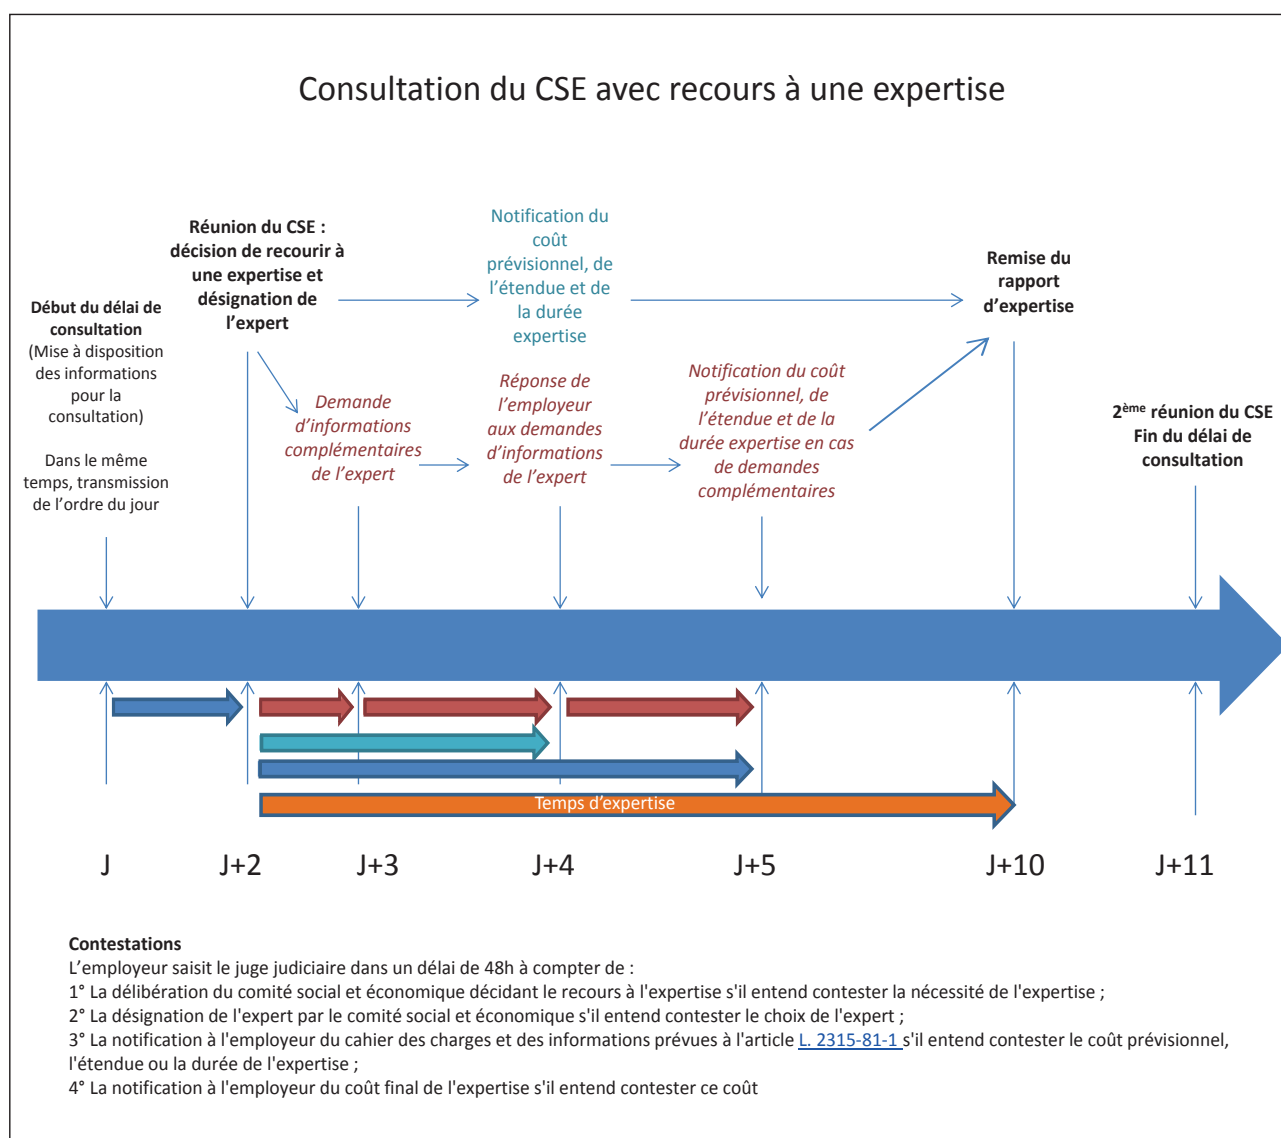 Consultation du CSE avec recours à une expertise
Début du délai de
consultation
(Mise à disposition
des informations
pour la
consultation)
Dans le même
temps, transmission
de l’ordre du jour
Réunion du CSE :
décision de recourir à
une expertise et
désignation de
l’expert
Notification du
coût
prévisionnel, de
l’étendue et de
la durée
expertise
Remise du
rapport
d’expertise
Demande
d’informations
complémentaires
de l’expert
Réponse de
l’employeur
aux demandes
d’informations
de l’expert
Notification du coût
prévisionnel, de
l’étendue et de la
durée expertise en cas
de demandes
complémentaires
2ème réunion du CSE
Fin du délai de
consultation
Temps d’expertise
J J+2 J+3 J+4 J+5 J+10 J+11
Contestations
L’employeur saisit le juge judiciaire dans un délai de 48h à compter de :
1° La délibération du comité social et économique décidant le recours à l'expertise s'il entend contester la nécessité de l'expertise ;
2° La désignation de l'expert par le comité social et économique s'il entend contester le choix de l'expert ;
3° La notification à l'employeur du cahier des charges et des informations prévues à l'article L. 2315-81-1 s'il entend contester le coût prévisionnel,
l'étendue ou la durée de l'expertise ;
4° La notification à l'employeur du coût final de l'expertise s'il entend contester ce coût